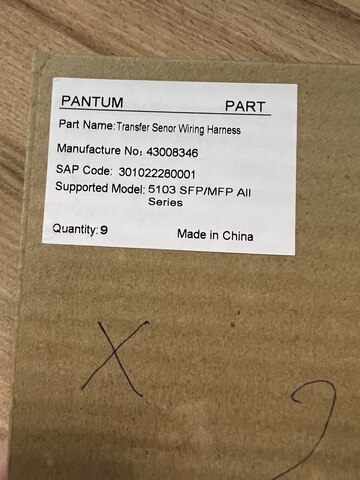 PANTUM PART
Part Name: Transfer Senor Wiring Harness
Manufacture No: 43008346
SAP Code: 301022280001
Supported Model: 5103 SFP/MFP All
Series
Quantity: 9 Made in China
X